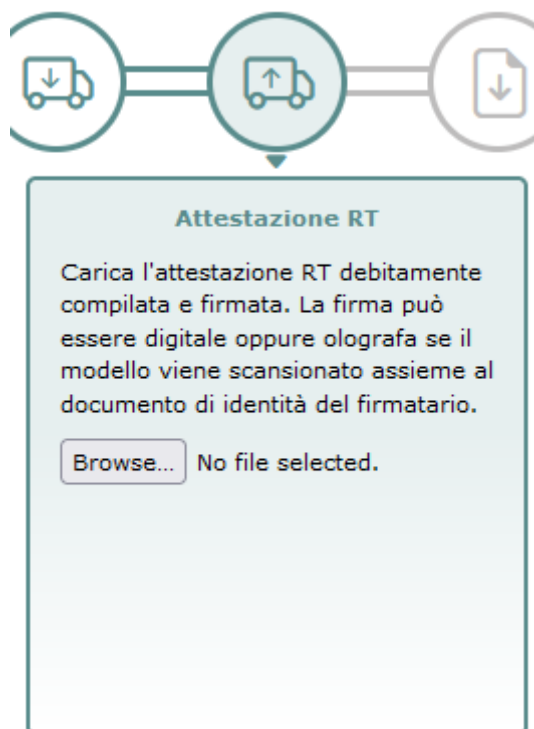 Attestazione RT
Carica l'attestazione RT debitamente
compilata e firmata. La firma può
essere digitale oppure olografa se il
modello viene scansionato assieme al
documento di identità del firmatario.
Browse... No file selected.